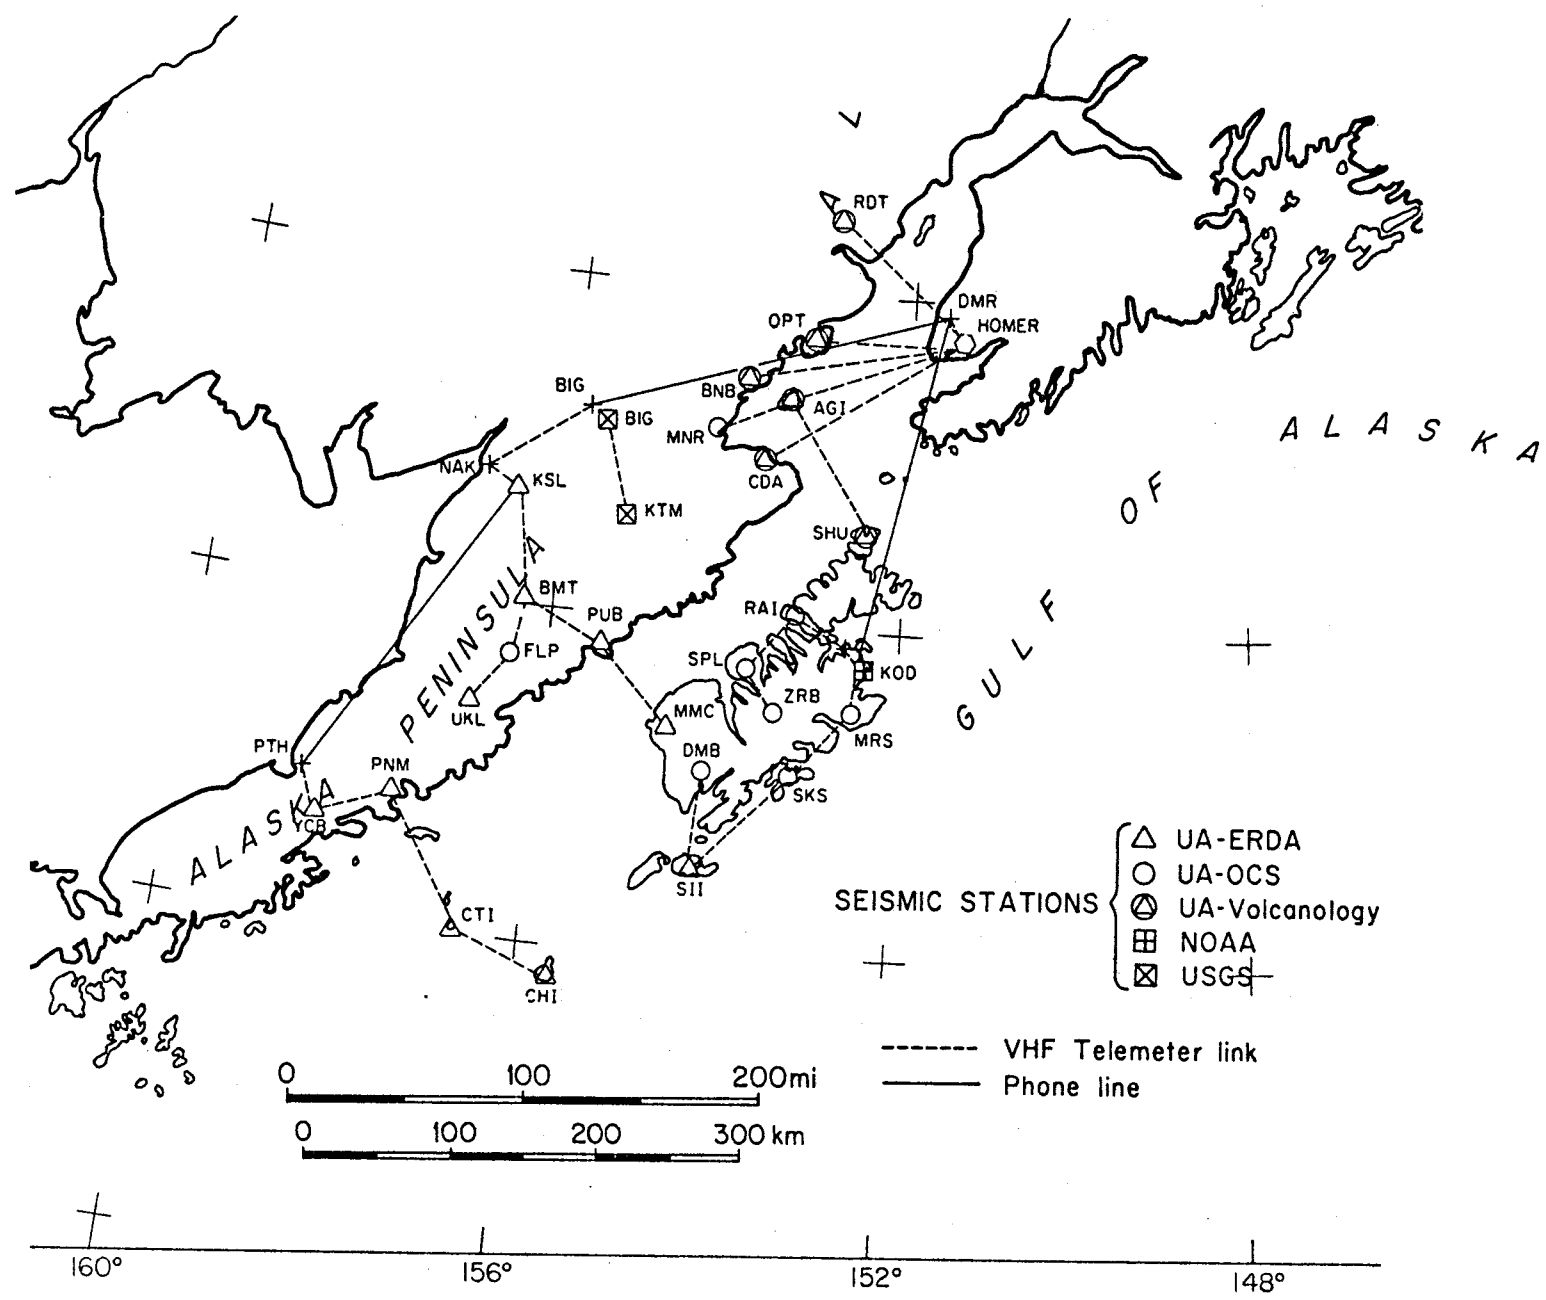 L
RDT
DMR
OPT
HOMER
BIG
BNB
BIG
AGI
MNR
A L A S K A
NAK
KSL
CDA
KTM
OF
SHU
BMT
RAI
PUB
GULF
FLP
SPL
KOD
ZRB
PENINSULA
UKL
MMC
MRS
PTH
DMB
PNM
SKS
YCB
ALASKA
SII
CTI
CHI
SEISMIC STATIONS
UA-ERDA
UA-OCS
UA-Volcanology
NOAA
USGS
VHF Telemeter link
Phone line
0 100 200mi
0 100 200 300 km
160° 156° 152° 148°